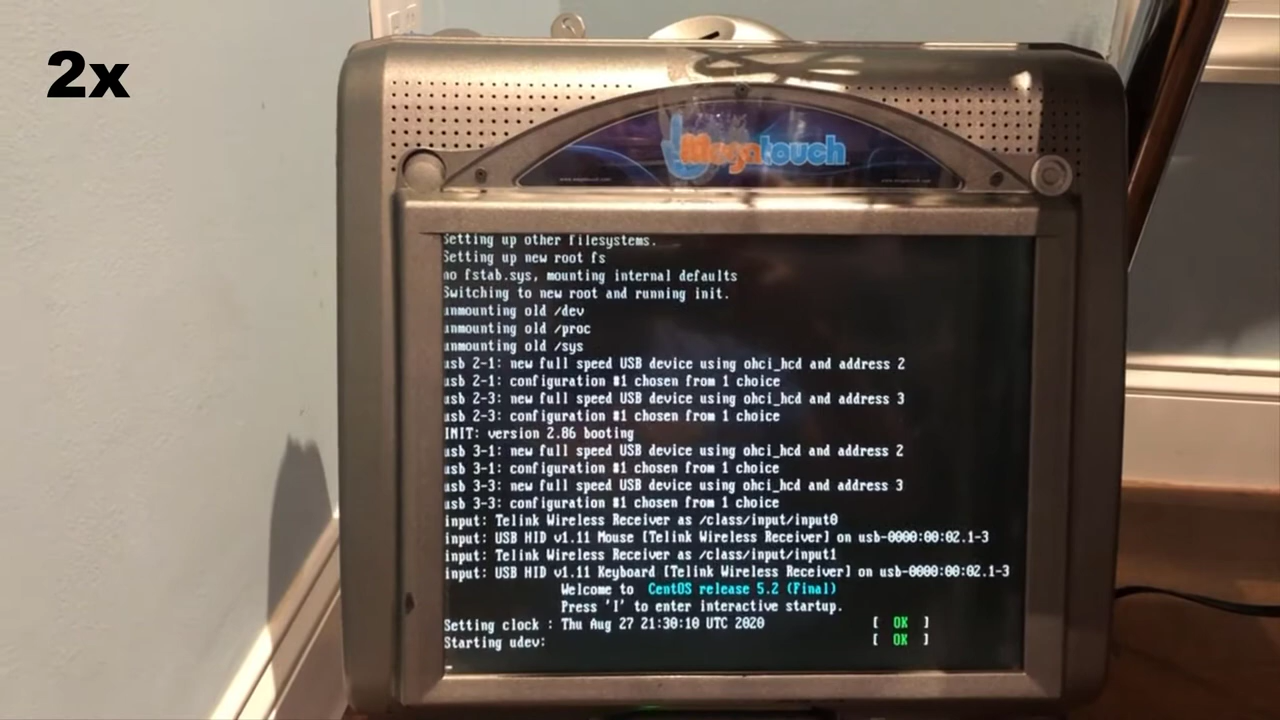 2x
Megatouch
www.megatouch.com
www.megatouch.com
Setting up other filesystems.
Setting up new root fs
no fstab.sys, mounting internal defaults
Switching to new root and running init.
unmounting old /dev
unmounting old /proc
unmounting old /sys
usb 2-1: new full speed USB device using ohci_hcd and address 2
usb 2-1: configuration #1 chosen from 1 choice
usb 2-3: new full speed USB device using ohci_hcd and address 3
usb 2-3: configuration #1 chosen from 1 choice
INIT: version 2.86 booting
usb 3-1: new full speed USB device using ohci_hcd and address 2
usb 3-1: configuration #1 chosen from 1 choice
usb 3-3: new full speed USB device using ohci_hcd and address 3
usb 3-3: configuration #1 chosen from 1 choice
input: Telink Wireless Receiver as /class/input/input0
input: USB HID v1.11 Mouse [Telink Wireless Receiver] on usb-0000:00:02.1-3
input: Telink Wireless Receiver as /class/input/input1
input: USB HID v1.11 Keyboard [Telink Wireless Receiver] on usb-0000:00:02.1-3
Welcome to CentOS release 5.2 (Final)
Press 'I' to enter interactive startup.
Setting clock : Thu Aug 27 21:30:10 UTC 2020 [ OK ]
Starting udev: [ OK ]